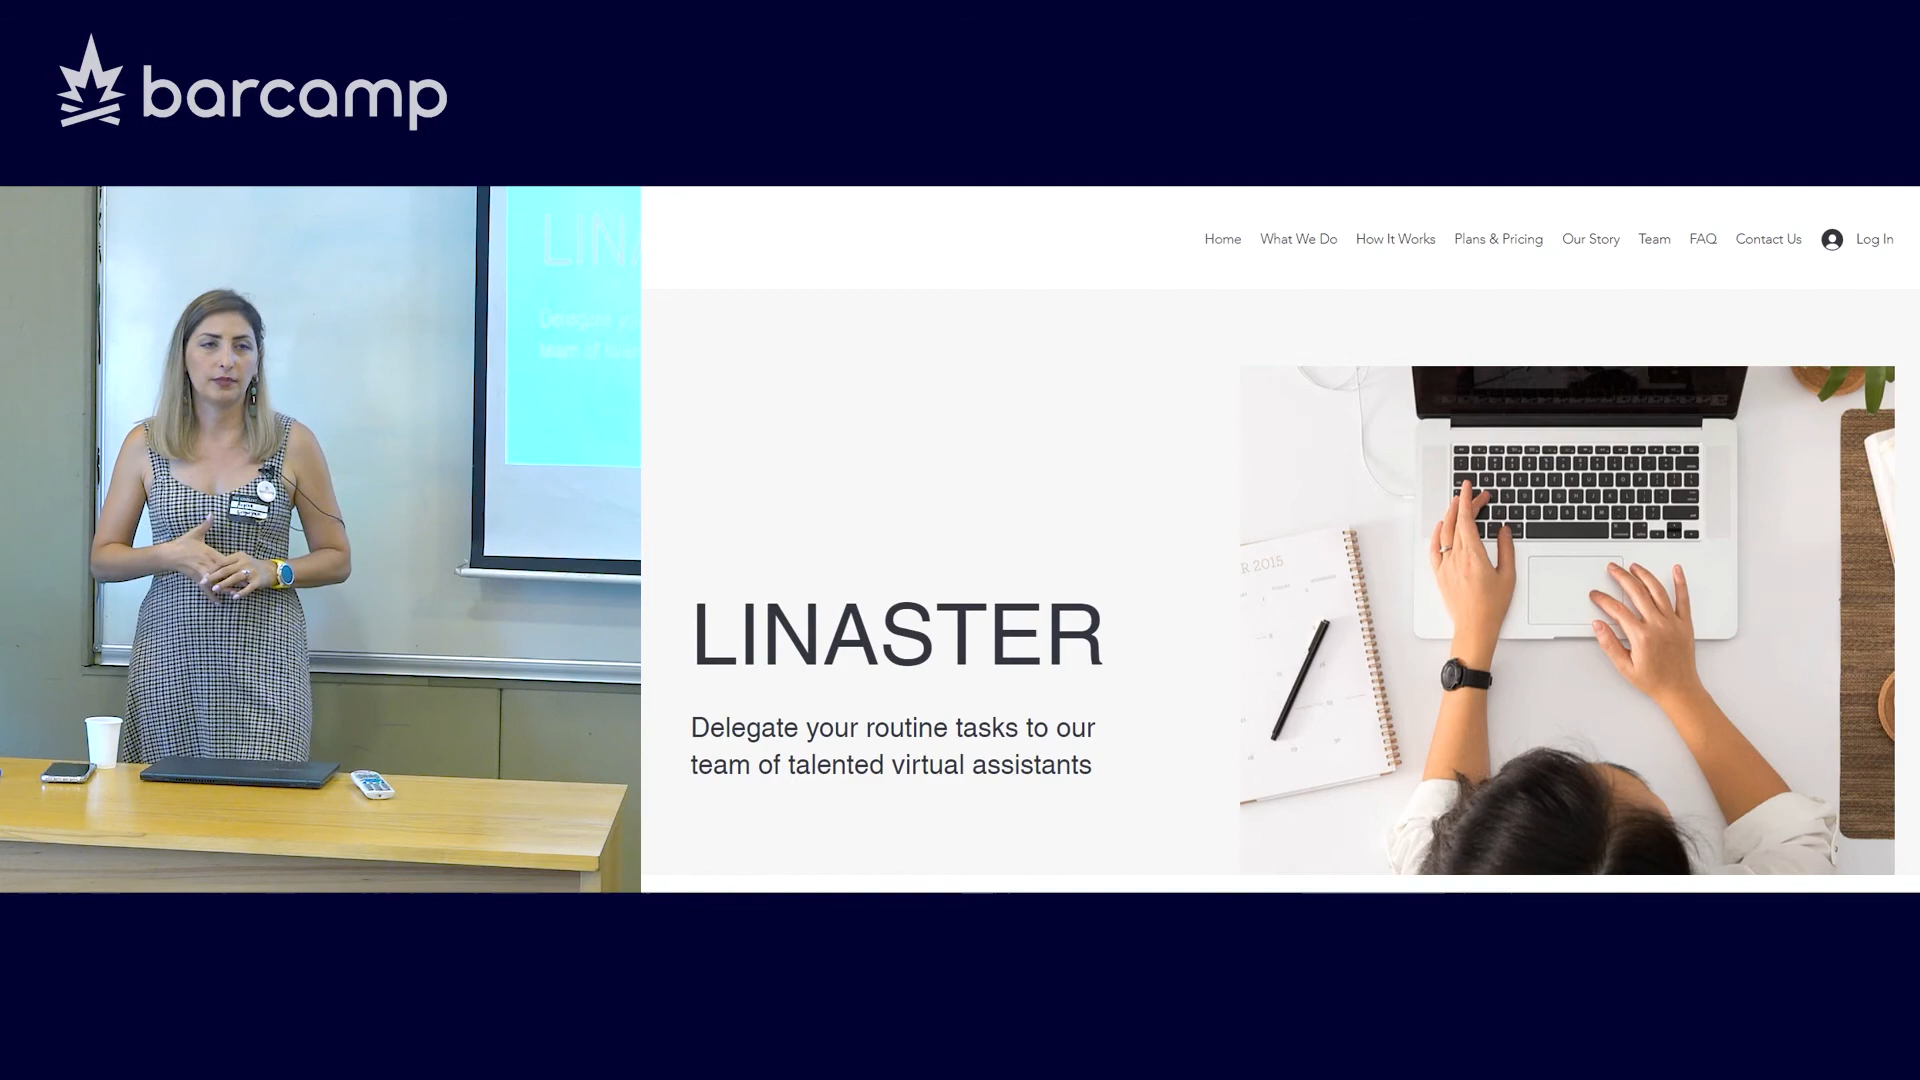 barcamp
LINA
Home What We Do How It Works Plans & Pricing Our Story Team FAQ Contact Us Log In
LINASTER
Delegate your routine tasks to our
team of talented virtual assistants
R 2015